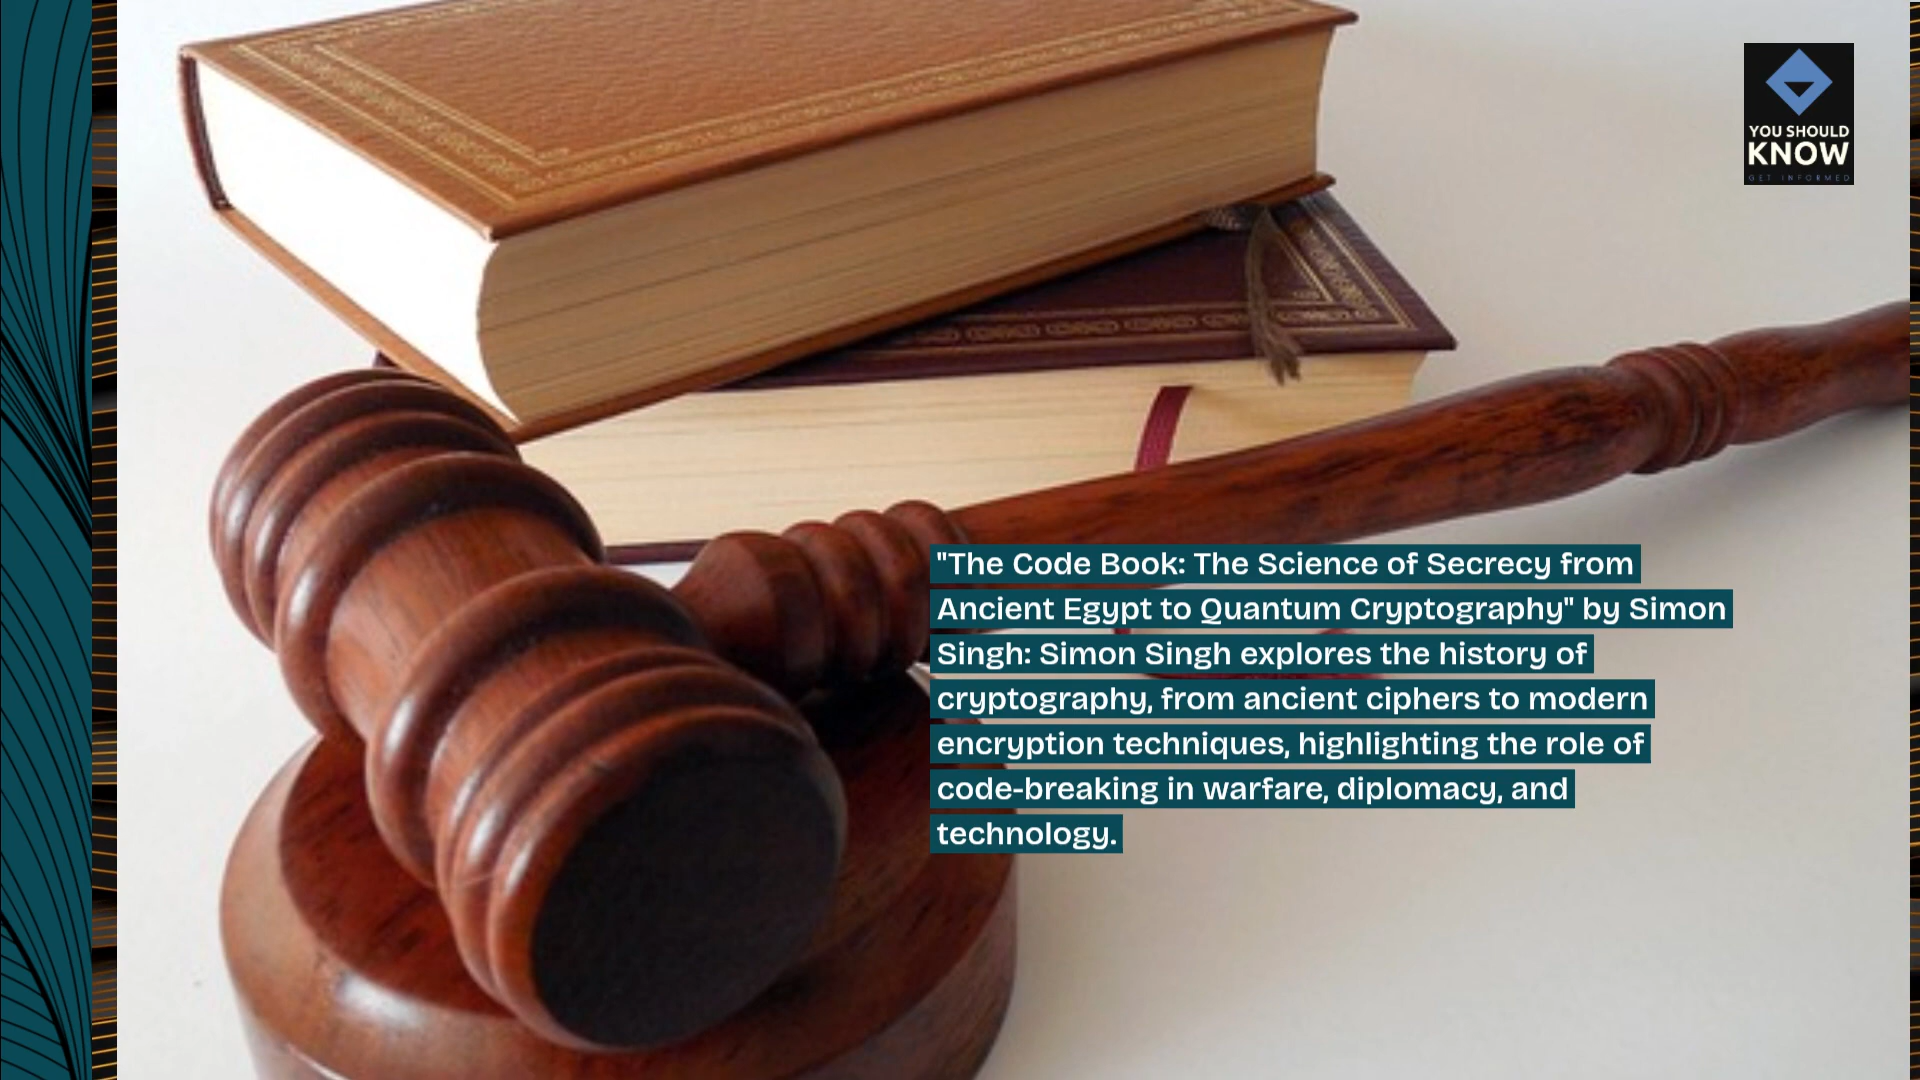 YOU SHOULD
KNOW
GET INFORMED
"The Code Book: The Science of Secrecy from
Ancient Egypt to Quantum Cryptography" by Simon
Singh: Simon Singh explores the history of
cryptography, from ancient ciphers to modern
encryption techniques, highlighting the role of
code-breaking in warfare, diplomacy, and
technology.